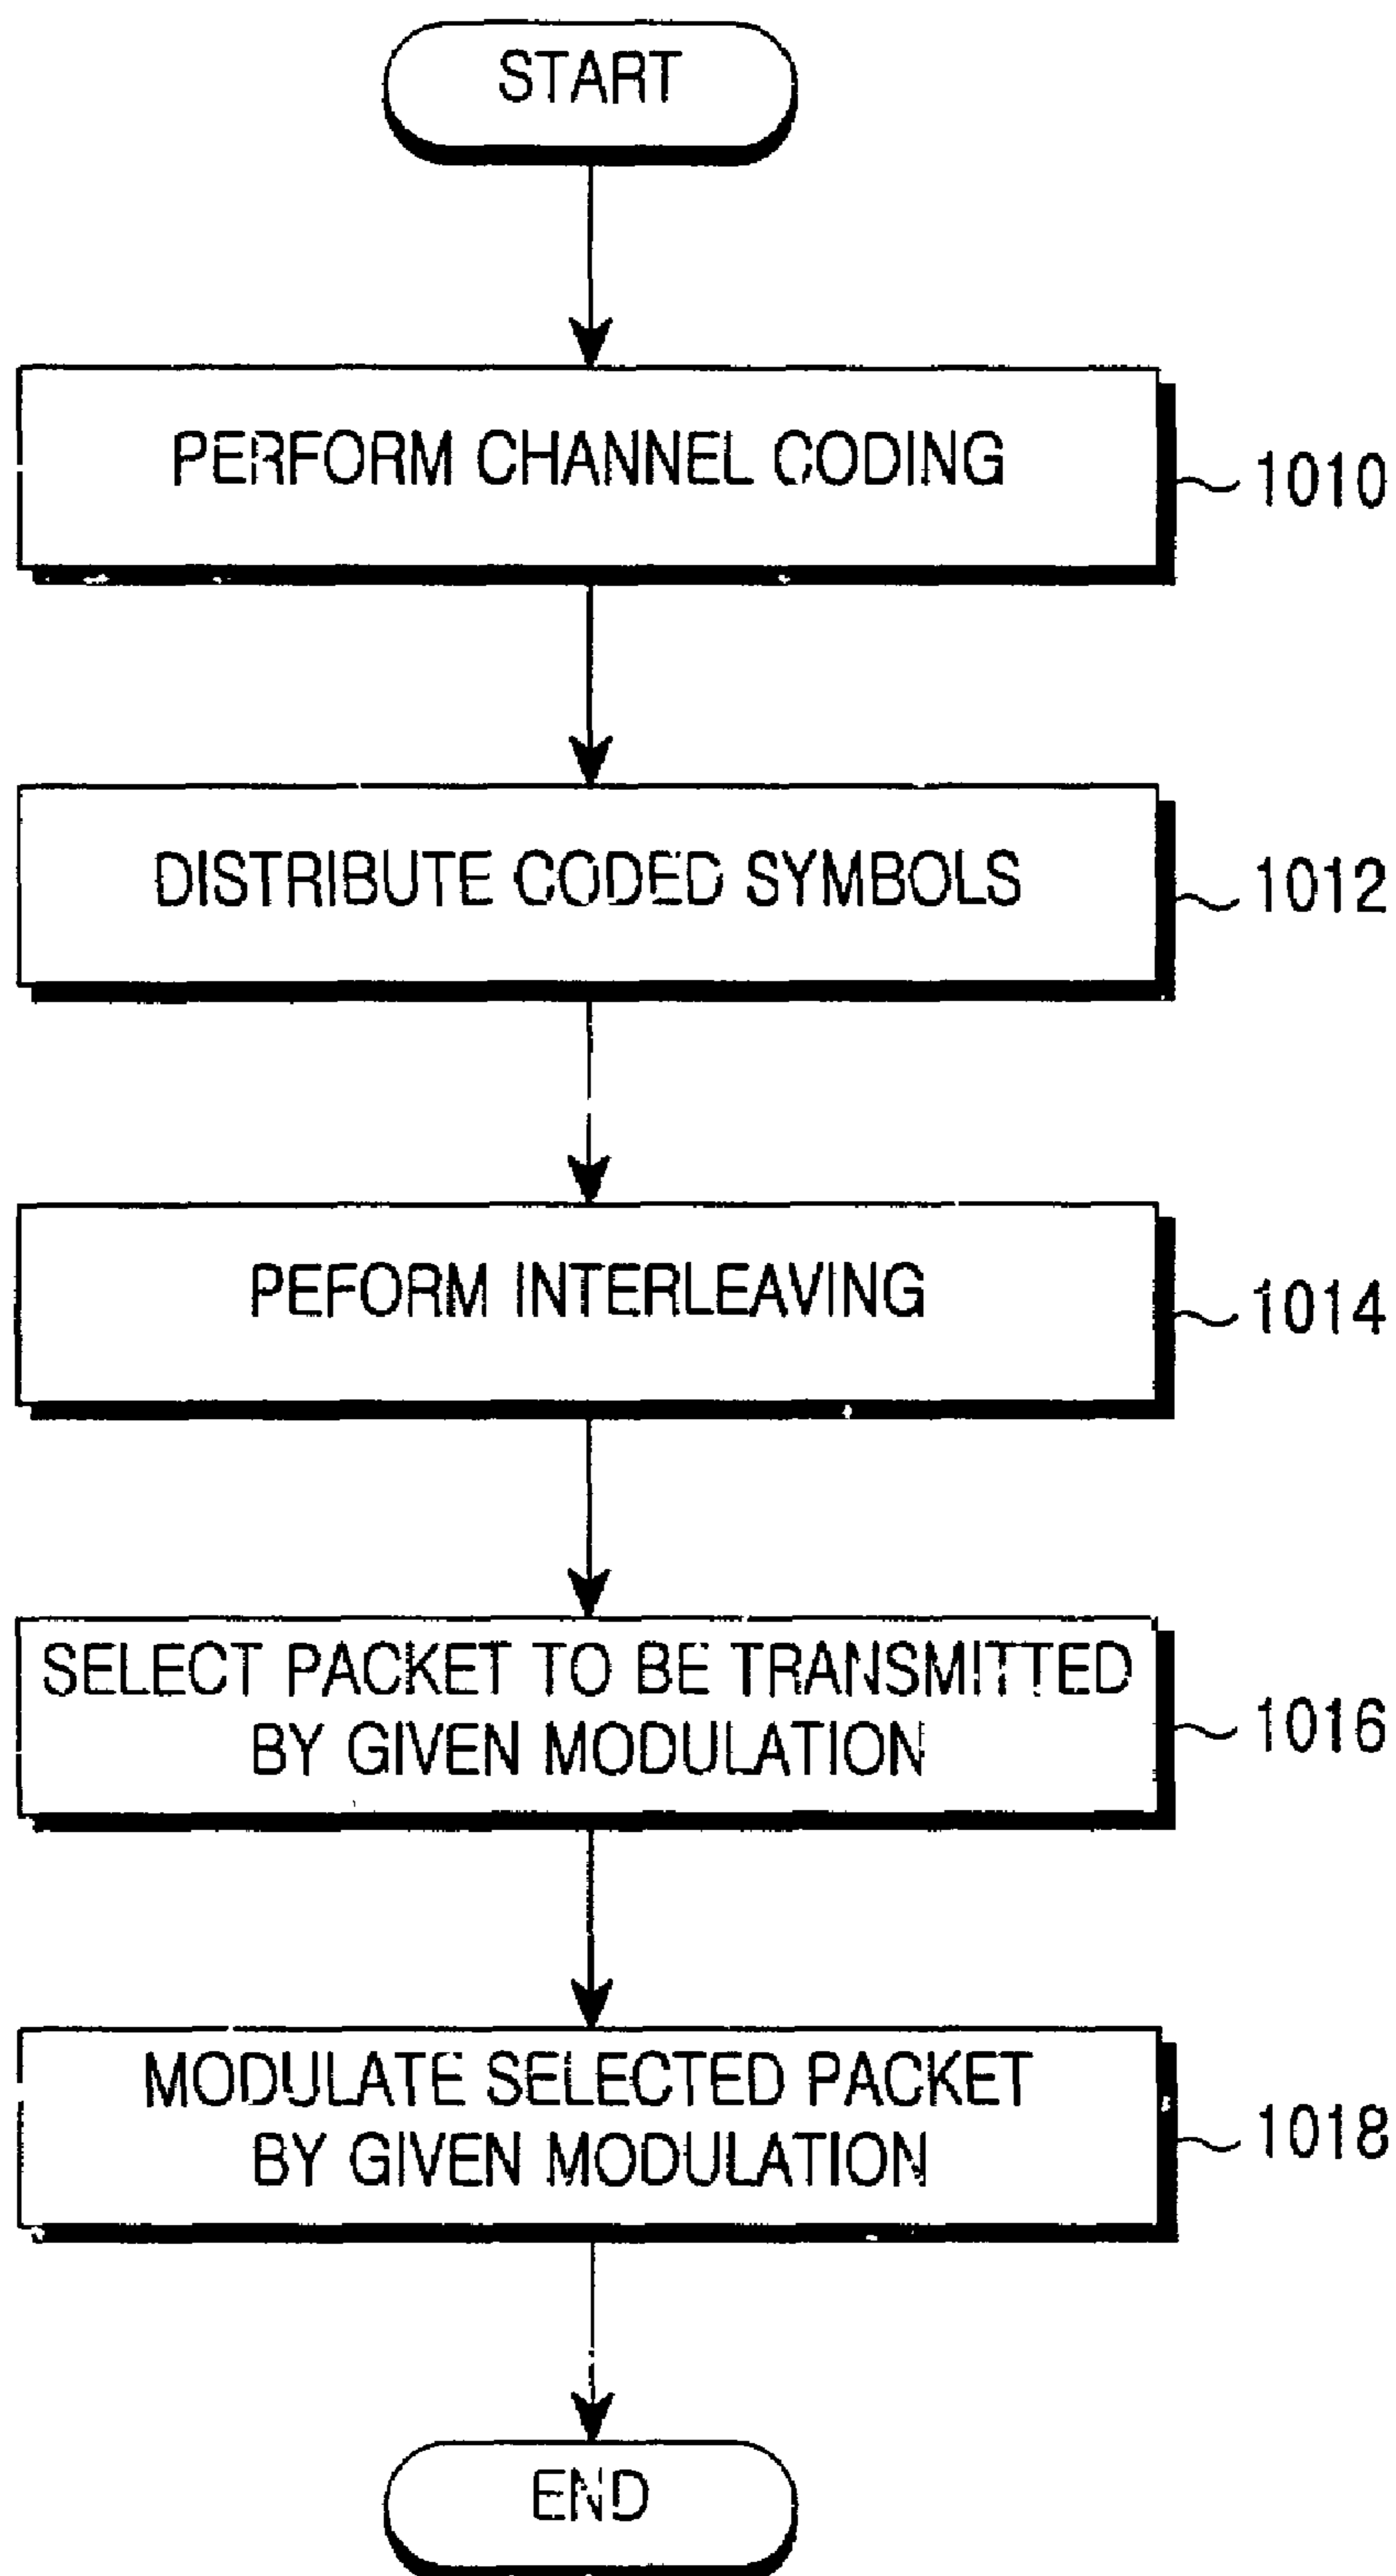 START
PERFORM CHANNEL CODING
1010
DISTRIBUTE CODED SYMBOLS
1012
PEFORM INTERLEAVING
1014
SELECT PACKET TO BE TRANSMITTED
BY GIVEN MODULATION
1016
MODULATE SELECTED PACKET
BY GIVEN MODULATION
1018
END